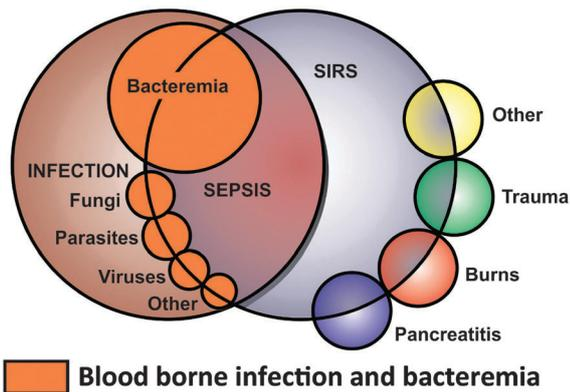 SIRS
Bacteremia
Other
INFECTION
SEPSIS
Fungi
Trauma
Parasites
Viruses
Burns
Other
Pancreatitis
Blood borne infection and bacteremia